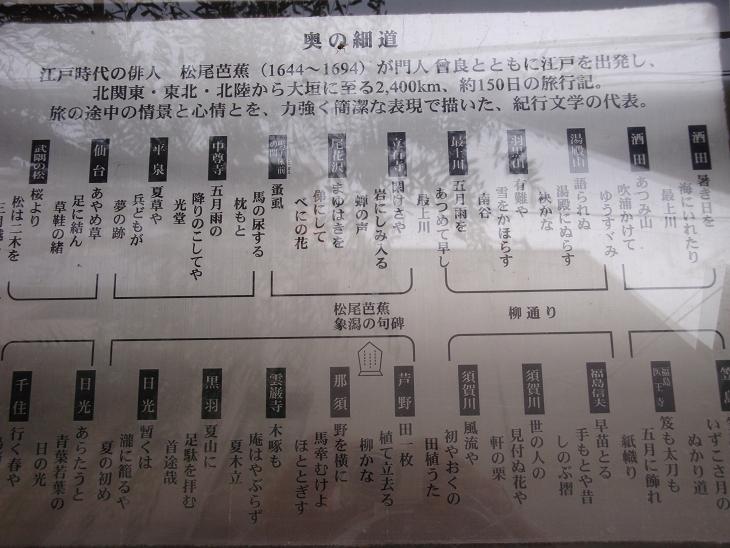 奥の細道
江戸時代の俳人　松尾芭蕉（1644～1694）が門人曾良とともに江戸を出発し、
北関東・東北・北陸から大垣に至る2,400km、約150日の旅行記。
旅の途中の情景と心情とを、力強く簡潔な表現で描いた、紀行文学の代表。
酒田
暑き日を
海にいれたり
最上川
酒田
あつみ山
吹浦かけて
ゆうすゞみ
湯殿山
語られぬ
湯殿にぬらす
袂かな
羽黒山
有難や
雪をかほらす
南谷
最上川
五月雨を
あつめて早し
最上川
立石寺
閑けさや
岩にしみ入る
蝉の声
尾花沢
まゆはきを
俤にして
べにの花
蚤虱
馬の尿する
枕もと
中尊寺
五月雨の
降りのこしてや
光堂
平泉
夏草や
兵どもが
夢の跡
仙台
あやめ草
足に結ん
草鞋の緒
武隈の松
桜より
松は二木を
松尾芭蕉
象潟の句碑
柳通り
いずこさ月の
ぬかり道
福島
医王寺
笈も太刀も
五月に飾れ
紙幟り
福島信夫
早苗とる
手もとや昔
しのぶ摺
須賀川
世の人の
見付ぬ花や
軒の栗
須賀川
風流や
初やおくの
田植うた
芦野
田一枚
植て立去る
柳かな
那須
野を横に
馬牽むけよ
ほととぎす
雲巌寺
木啄も
庵はやぶらず
夏木立
黒羽
夏山に
足駄を拝む
首途哉
日光
暫くは
瀧に籠るや
夏の初め
日光
あらたうと
青葉若葉の
日の光
千住
行く春や